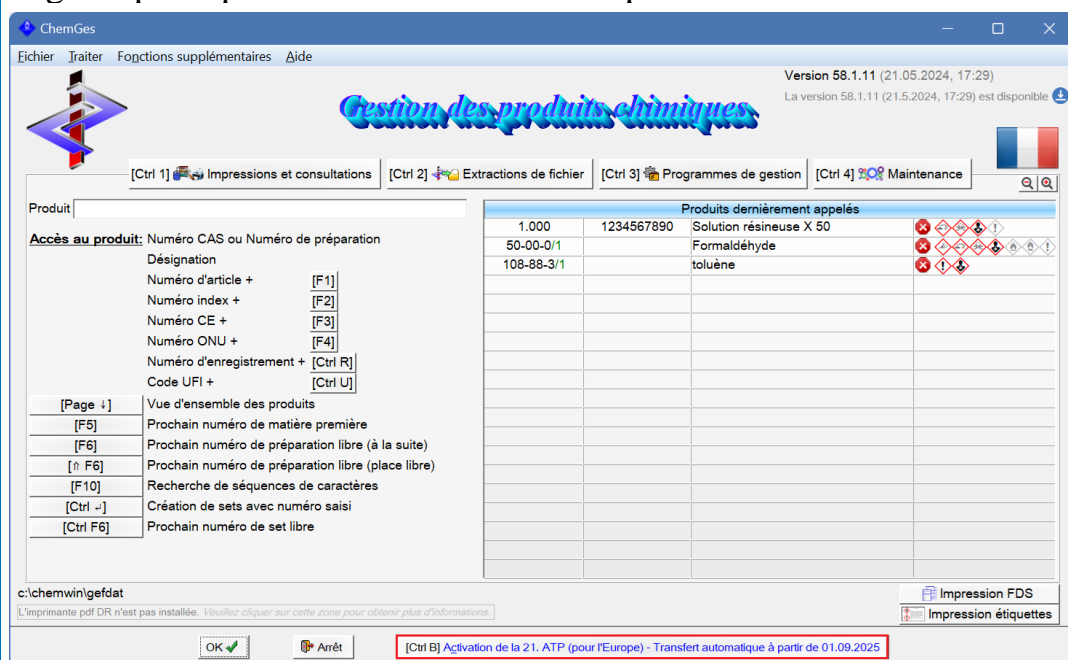 ChemGes
Fichier Traiter Fonctions supplémentaires Aide
Version 58.1.11 (21.05.2024, 17:29)
La version 58.1.11 (21.5.2024, 17:29) est disponible
Gestion des produits chimiques
[Ctrl 1] Impressions et consultations [Ctrl 2] Extractions de fichier [Ctrl 3] Programmes de gestion [Ctrl 4] Maintenance
Produit
Accès au produit: Numéro CAS ou Numéro de préparation
Désignation
Numéro d'article + [F1]
Numéro index + [F2]
Numéro CE + [F3]
Numéro ONU + [F4]
Numéro d'enregistrement + [Ctrl R]
Code UFI + [Ctrl U]
[Page ↓] Vue d'ensemble des produits
[F5] Prochain numéro de matière première
[F6] Prochain numéro de préparation libre (à la suite)
[⇑ F6] Prochain numéro de préparation libre (place libre)
[F10] Recherche de séquences de caractères
[Ctrl ↵] Création de sets avec numéro saisi
[Ctrl F6] Prochain numéro de set libre
Produits dernièrement appelés
1.000 1234567890 Solution résineuse X 50
50-00-0/1 Formaldéhyde
108-88-3/1 toluène
c:\chemwin\gefdat
L'imprimante pdf DR n'est pas installée. Veuillez cliquer sur cette zone pour obtenir plus d'informations.
Impression FDS
Impression étiquettes
OK Arrêt [Ctrl B] Activation de la 21. ATP (pour l'Europe) - Transfert automatique à partir de 01.09.2025